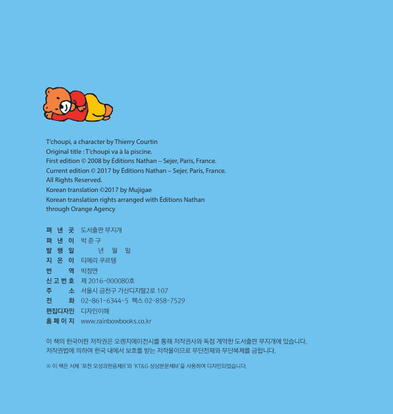 T'choupi, a character by Thierry Courtin
Original title : T'choupi va à la piscine.
First edition © 2008 by Éditions Nathan – Sejer, Paris, France.
Current edition © 2017 by Éditions Nathan – Sejer, Paris, France.
All Rights Reserved.
Korean translation ©2017 by Mujigae
Korean translation rights arranged with Éditions Nathan
through Orange Agency
펴 낸 곳 도서출판 무지개
펴 낸 이 박 준 구
발 행 일 년 월 일
지 은 이 티에리 쿠르탱
번 역 박정연
신 고 번 호 제 2016-000080호
주 소 서울시 금천구 가산디지털2로 107
전 화 02-861-6344~5 팩스 02-858-7529
편집디자인 디자인이해
홈 페 이 지 www.rainbowbooks.co.kr
이 책의 한국어판 저작권은 오렌지에이전시를 통해 저작권사와 독점 계약한 도서출판 무지개에 있습니다.
저작권법에 의하여 한국 내에서 보호를 받는 저작물이므로 무단전재와 무단복제를 금합니다.
※ 이 책은 서체 '포천 오성과한음체B'와 'KT&G 상상본문체M'을 사용하여 디자인되었습니다.